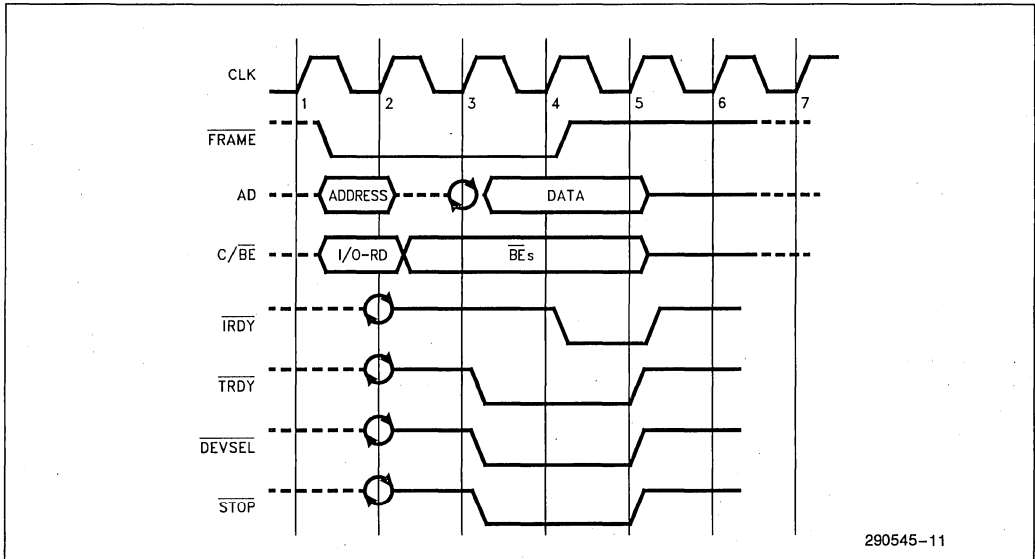 CLK
1 2 3 4 5 6 7
FRAME
AD ADDRESS DATA
C/BE I/O-RD BEs
IRDY
TRDY
DEVSEL
STOP
290545-11